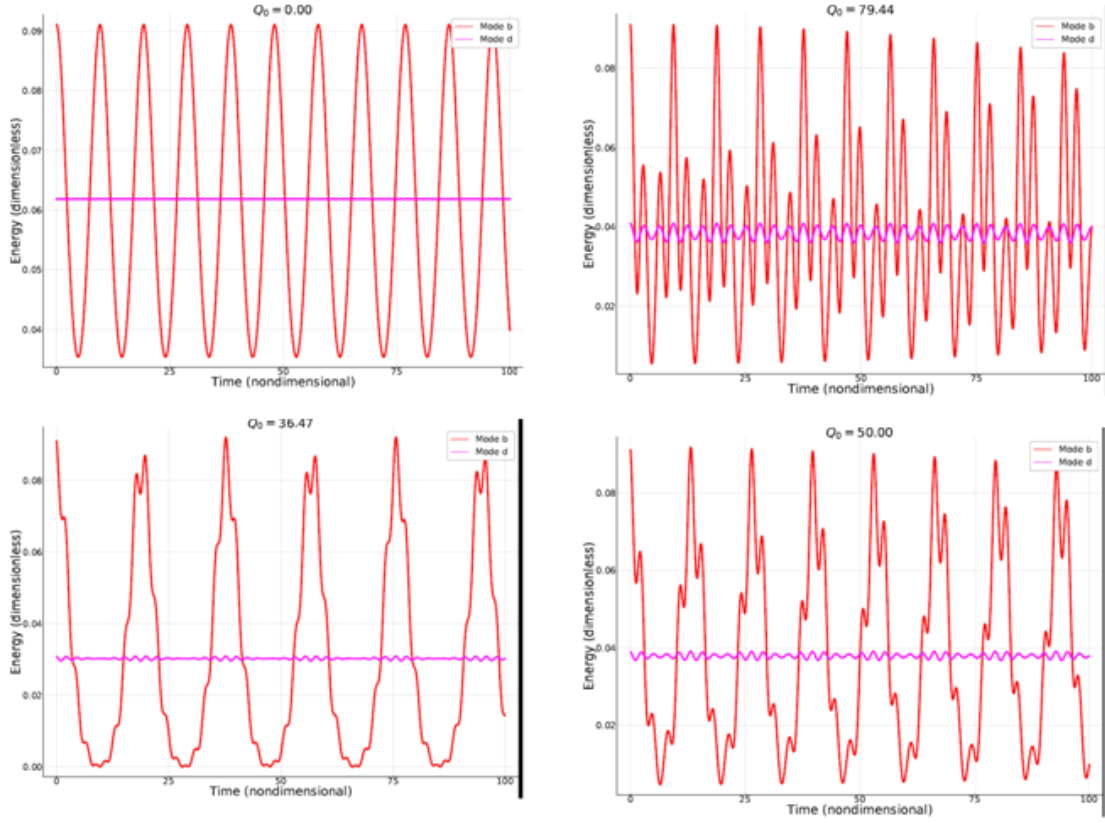 Q₀ = 0.00
Mode b
Mode d
Energy (dimensionless)
0.09
0.08
0.07
0.06
0.05
0.04
0
25
50
75
100
Time (nondimensional)
Q₀ = 79.44
Mode b
Mode d
Energy (dimensionless)
0.08
0.06
0.04
0.02
0
25
50
75
100
Time (nondimensional)
Q₀ = 36.47
Mode b
Mode d
Energy (dimensionless)
0.08
0.06
0.04
0.02
0.00
0
25
50
75
100
Time (nondimensional)
Q₀ = 50.00
Mode b
Mode d
Energy (dimensionless)
0.08
0.06
0.04
0.02
0
25
50
75
100
Time (nondimensional)